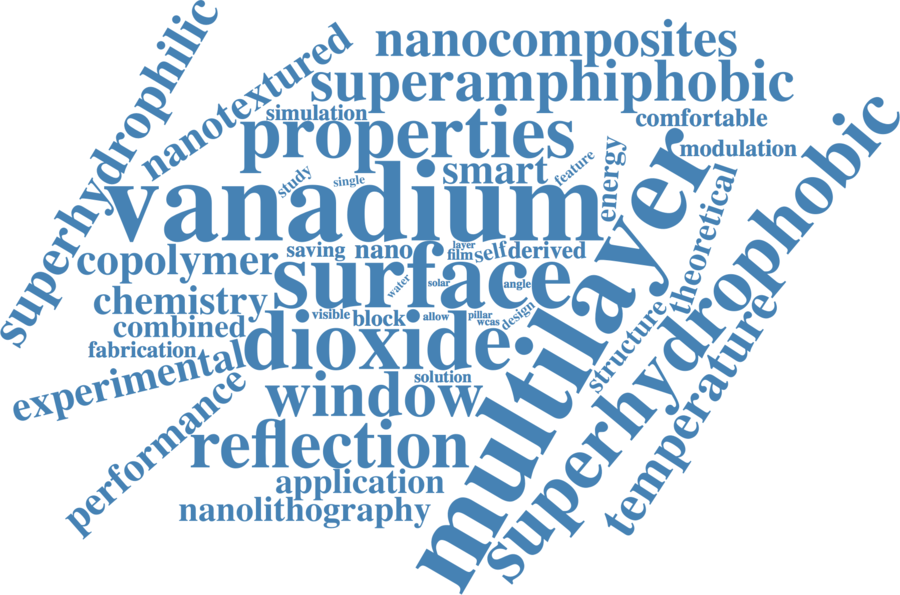 superhydrophilic
nanotextured
nanocomposites
superamphiphobic
simulation
properties
comfortable
modulation
smart
feature
energy
study
single
vanadium
multilayer
superhydrophobic
theoretical
copolymer
saving
nano
layer
film
self
derived
surface
water
solar
angle
chemistry
combined
visible
block
allow
pillar
wcas
design
structure
temperature
fabrication
dioxide
experimental
solution
performance
window
reflection
application
nanolithography